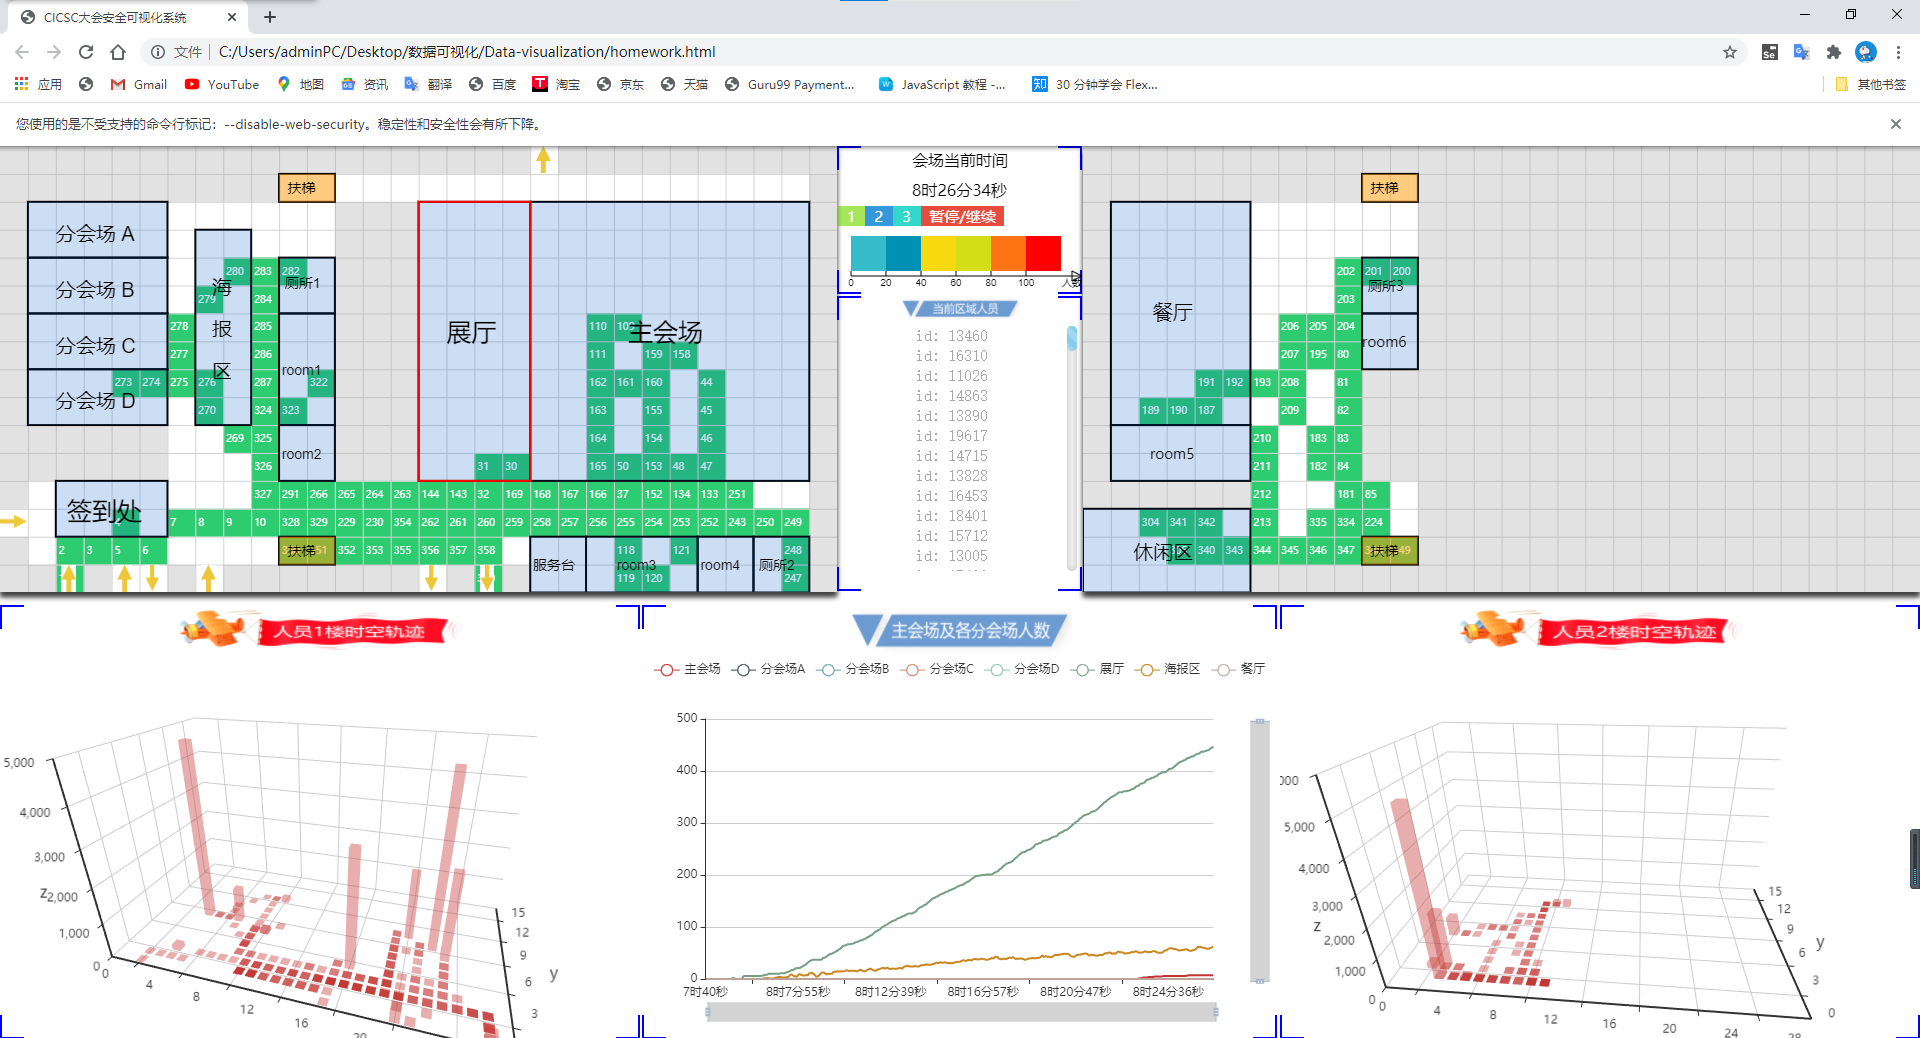 CICSC大会安全可视化系统
文件 C:/Users/adminPC/Desktop/数据可视化/Data-visualization/homework.html
应用 Gmail YouTube 地图 资讯 翻译 百度 淘宝 京东 天猫 Guru99 Payment... JavaScript 教程 -... 30 分钟学会 Flex... 其他书签
您使用的是不受支持的命令行标记：--disable-web-security。稳定性和安全性会有所下降。
扶梯
分会场 A
280 283 282
海 厕所1
分会场 B
279 284
278 285
报
分会场 C
277 286
区 room1
273 274 275 276 287 322
分会场 D
270 324 323
269 325
room2
326
展厅
主会场
110
111 159 158
162 161 160 44
163 155 45
164 154 46
31 30 165 50 153 48 47
签到处
327 291 266 265 264 263 144 143 32 169 168 167 166 37 152 134 133 251
7 8 9 10 328 329 229 230 354 262 261 260 259 258 257 256 255 254 253 252 243 250 249
2 3 5 6 扶梯 352 353 355 356 357 358
服务台 118 room3 121 room4 厕所2 248
119 120 247
会场当前时间
8时26分34秒
1 2 3 暂停/继续
0 20 40 60 80 100 人数
当前区域人员
id: 13460
id: 16310
id: 11026
id: 14863
id: 13890
id: 19617
id: 14715
id: 13828
id: 16453
id: 18401
id: 15712
id: 13005
扶梯
餐厅
202 201 200
厕所3
203
206 205 204
room6
207 195 80
191 192 193 208 81
189 190 187 209 82
room5
210 183 83
211 182 84
212 181 85
304 341 342 213 335 334 224
休闲区
340 343 344 345 346 347 扶梯
人员1楼时空轨迹
5,000
4,000
3,000
z
2,000
1,000
0
0 4 8 12 16 20
15
12
9
6
3
y
主会场及各分会场人数
主会场 分会场A 分会场B 分会场C 分会场D 展厅 海报区 餐厅
500
400
300
200
100
0
7时40秒 8时7分55秒 8时12分39秒 8时16分57秒 8时20分47秒 8时24分36秒
人员2楼时空轨迹
000
5,000
4,000
3,000
z
2,000
1,000
0
0 4 8 12 16 20 24 28
15
12
9
6
3
0
y